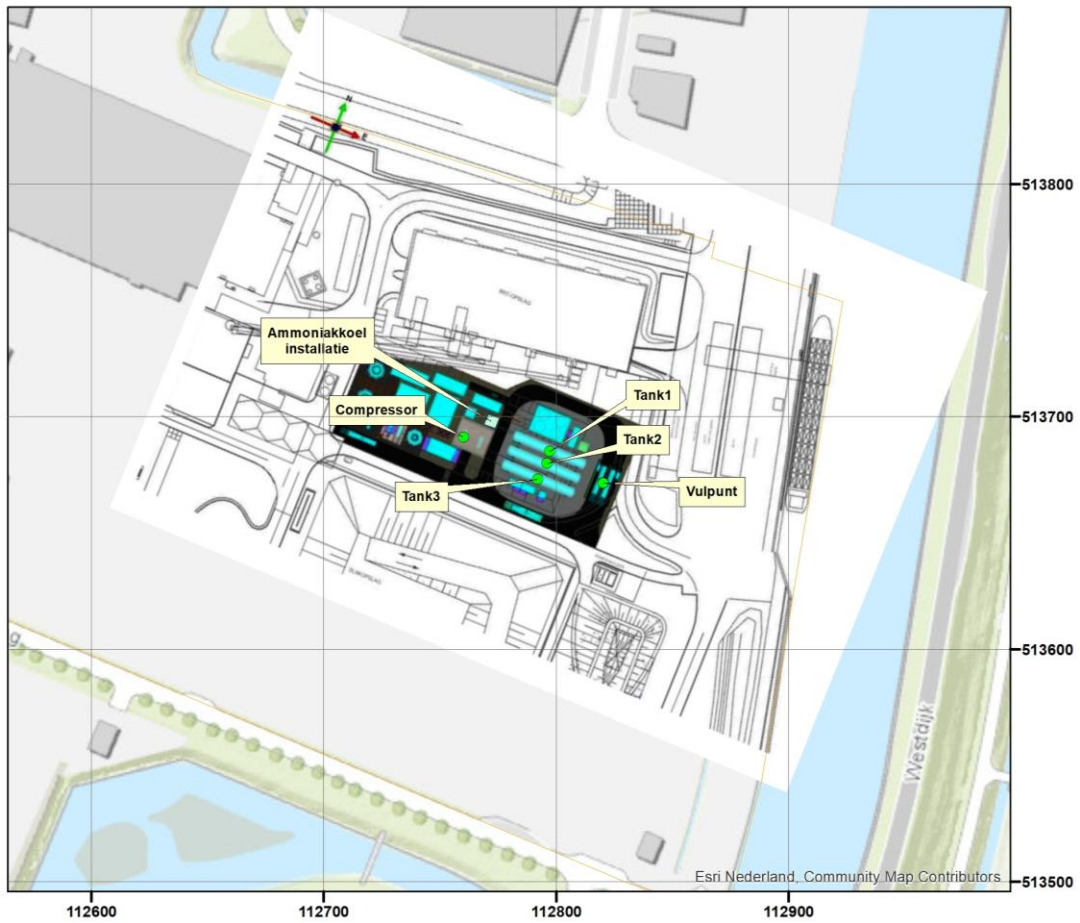 N
E
513800
Ammoniakkoel
installatie
Compressor
Tank1
513700
Tank2
Tank3
Vulpunt
513600
g
Westdijk
Esri Nederland, Community Map Contributors
513500
112600
112700
112800
112900